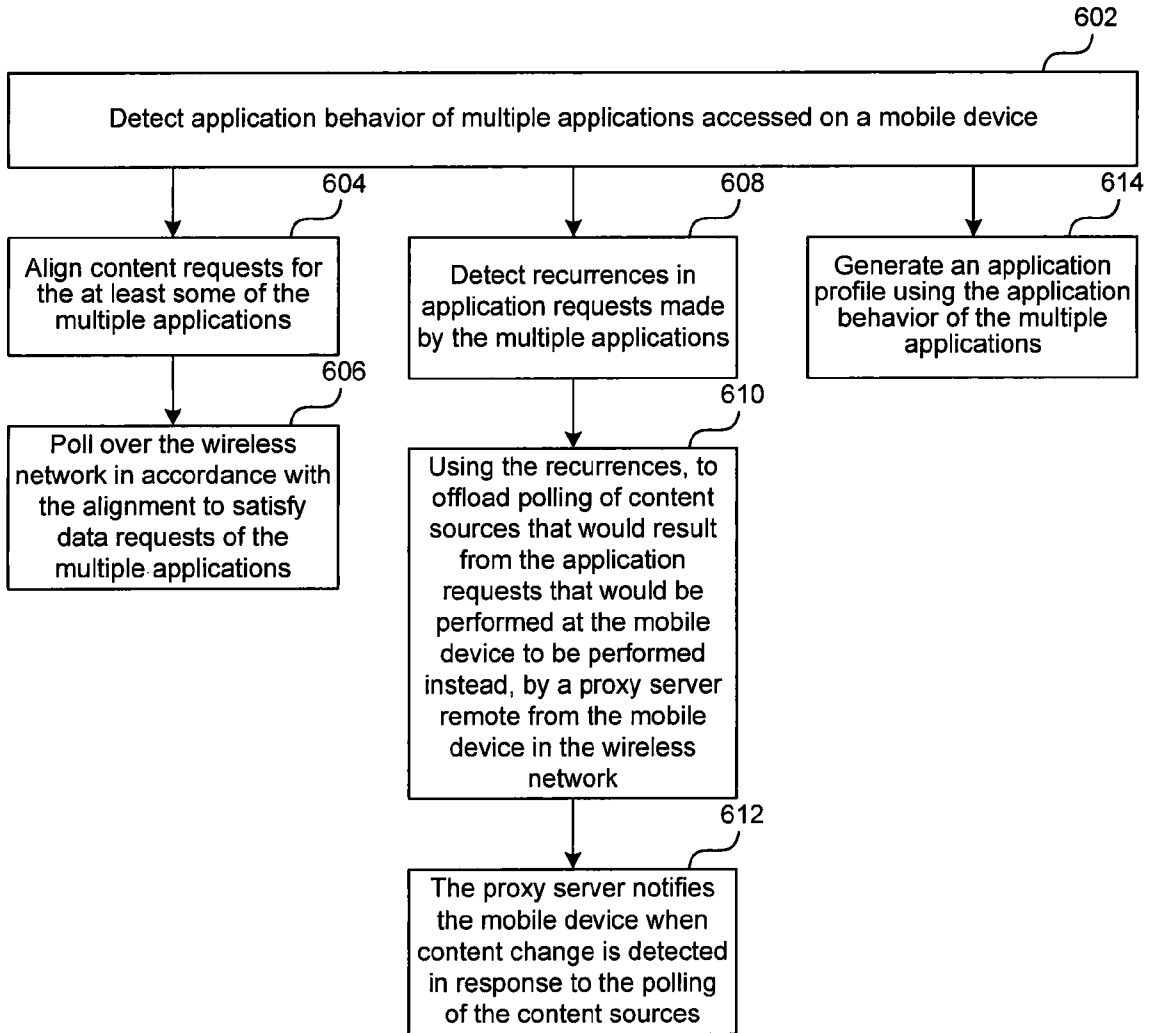 602
Detect application behavior of multiple applications accessed on a mobile device
604
Align content requests for
the at least some of the
multiple applications
606
Poll over the wireless
network in accordance with
the alignment to satisfy
data requests of the
multiple applications
608
Detect recurrences in
application requests made
by the multiple applications
610
Using the recurrences, to
offload polling of content
sources that would result
from the application
requests that would be
performed at the mobile
device to be performed
instead, by a proxy server
remote from the mobile
device in the wireless
network
612
The proxy server notifies
the mobile device when
content change is detected
in response to the polling
of the content sources
614
Generate an application
profile using the application
behavior of the multiple
applications